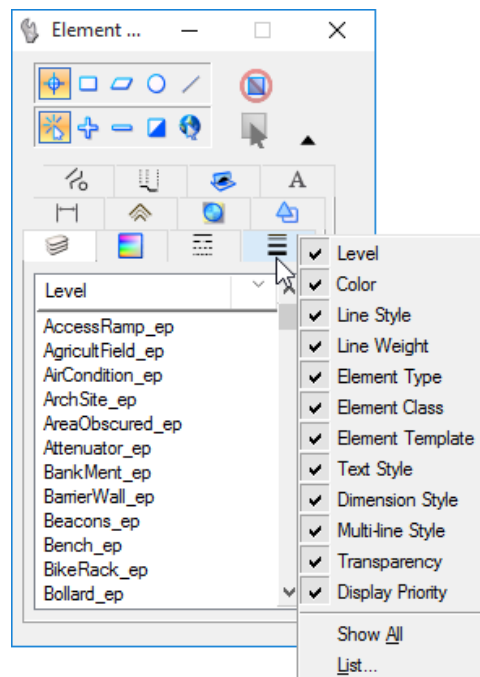 Element ...
A
Level
AccessRamp_ep
AgricultField_ep
AirCondition_ep
ArchSite_ep
AreaObscured_ep
Attenuator_ep
BankMent_ep
BarrierWall_ep
Beacons_ep
Bench_ep
BikeRack_ep
Bollard_ep
Level
Color
Line Style
Line Weight
Element Type
Element Class
Element Template
Text Style
Dimension Style
Multi-line Style
Transparency
Display Priority
Show All
List...